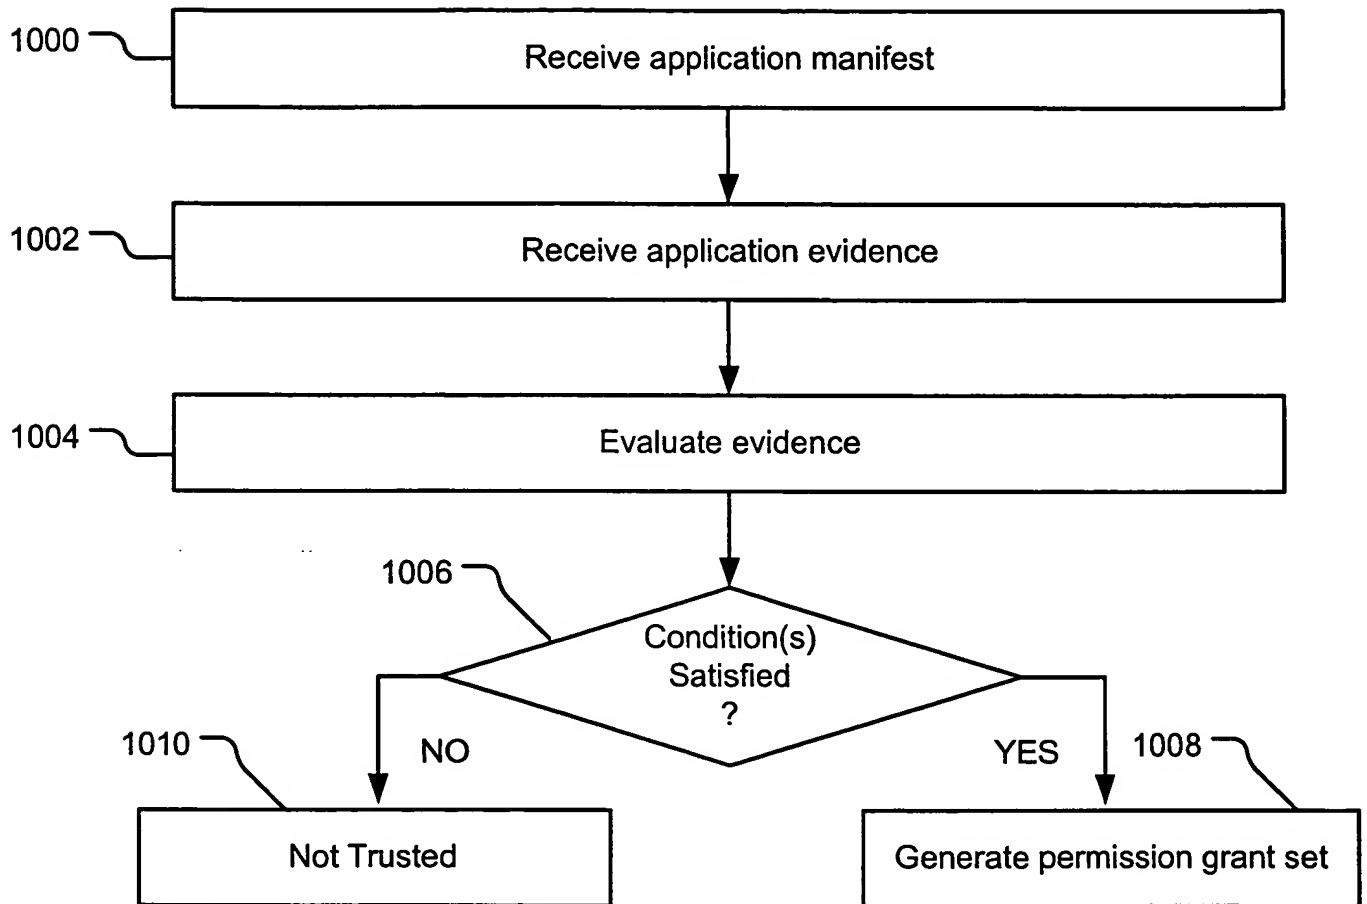 1000
Receive application manifest
1002
Receive application evidence
1004
Evaluate evidence
1006
Condition(s)
Satisfied
?
1010
NO
YES
1008
Not Trusted
Generate permission grant set